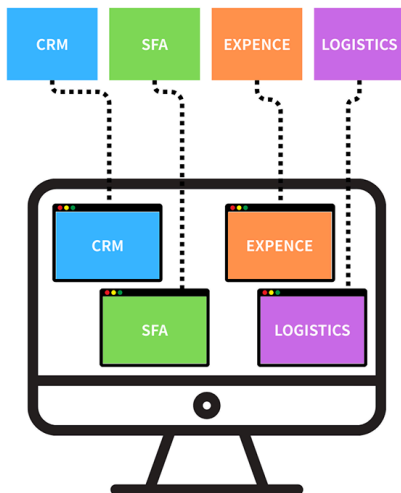 CRM
SFA
EXPENCE
LOGISTICS
CRM
EXPENCE
SFA
LOGISTICS